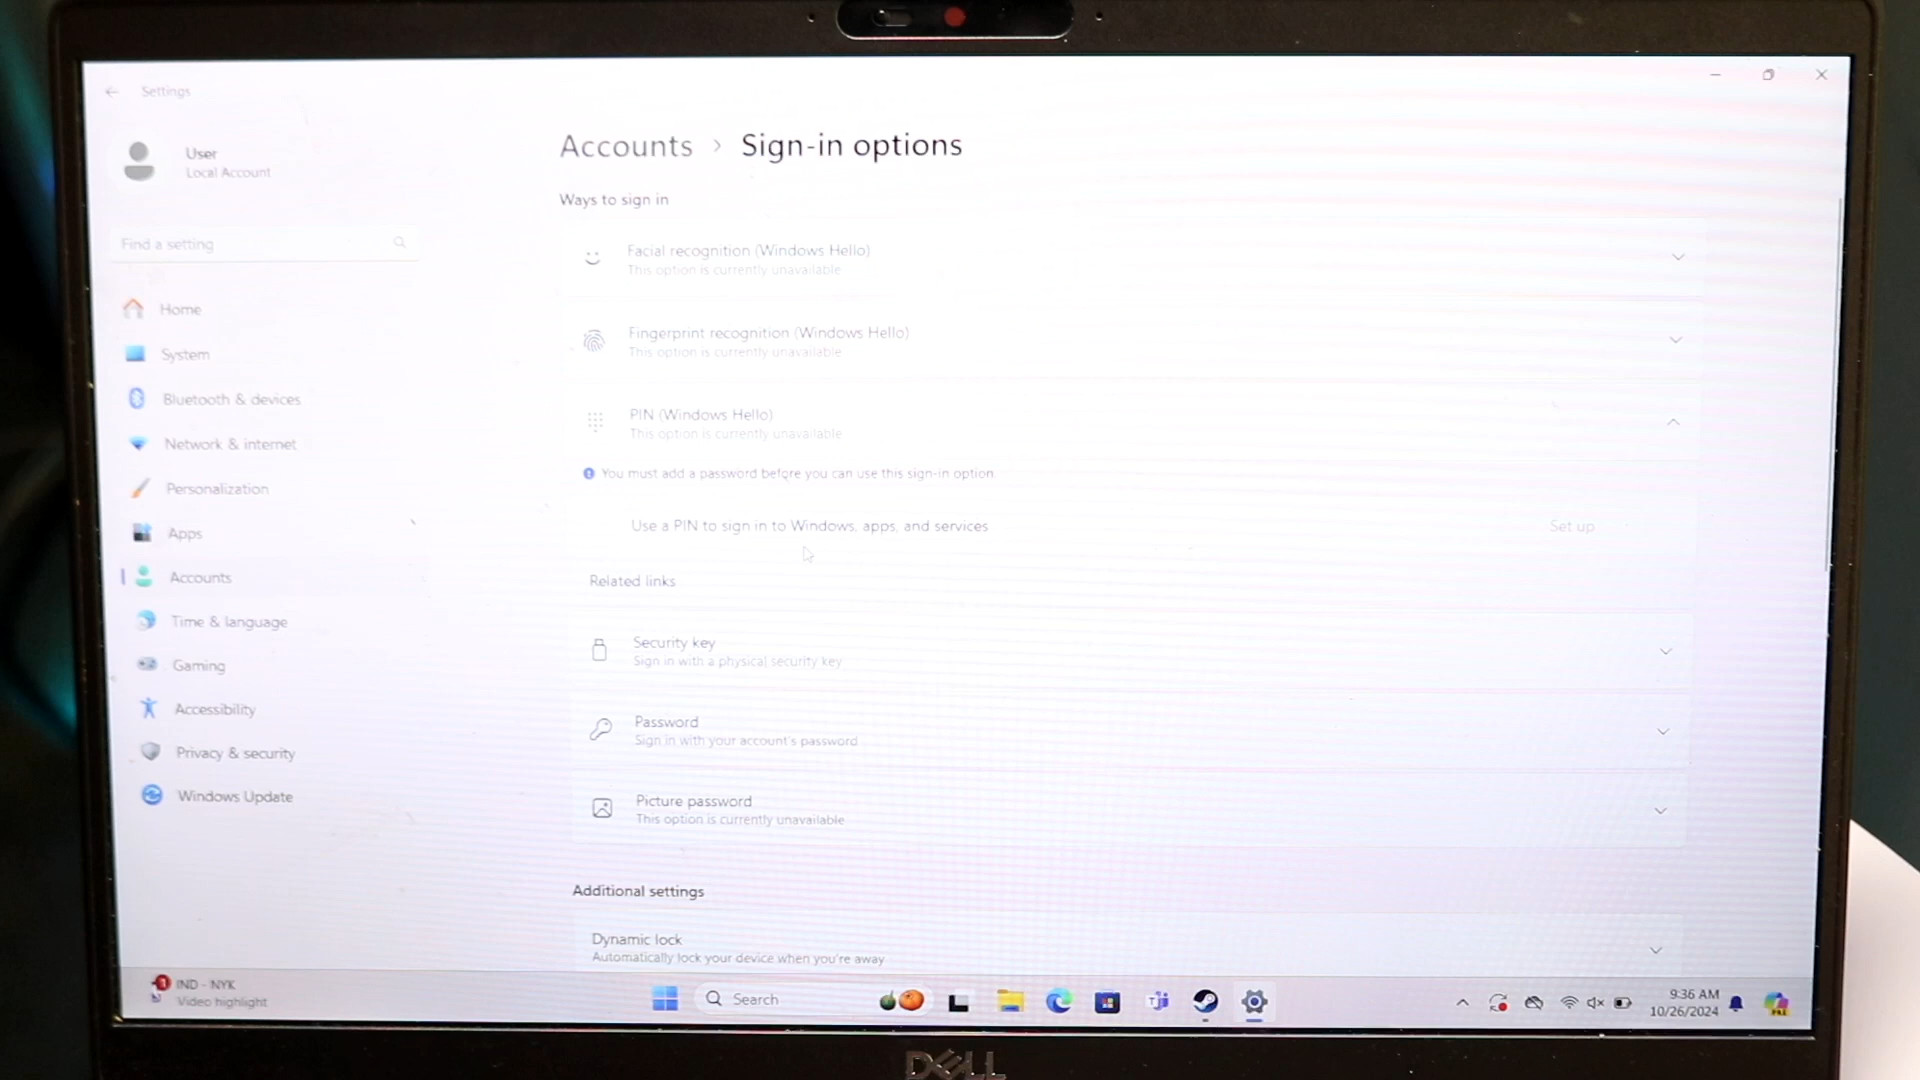 Settings
User
Local Account
Find a setting
Home
System
Bluetooth & devices
Network & internet
Personalization
Apps
Accounts
Time & language
Gaming
Accessibility
Privacy & security
Windows Update
Accounts > Sign-in options
Ways to sign in
Facial recognition (Windows Hello)
This option is currently unavailable
Fingerprint recognition (Windows Hello)
This option is currently unavailable
PIN (Windows Hello)
This option is currently unavailable
You must add a password before you can use this sign-in option.
Use a PIN to sign in to Windows, apps, and services
Set up
Related links
Security key
Sign in with a physical security key
Password
Sign in with your account's password
Picture password
This option is currently unavailable
Additional settings
Dynamic lock
Automatically lock your device when you're away
IND - NYK
Video highlight
Search
9:36 AM
10/26/2024
DELL